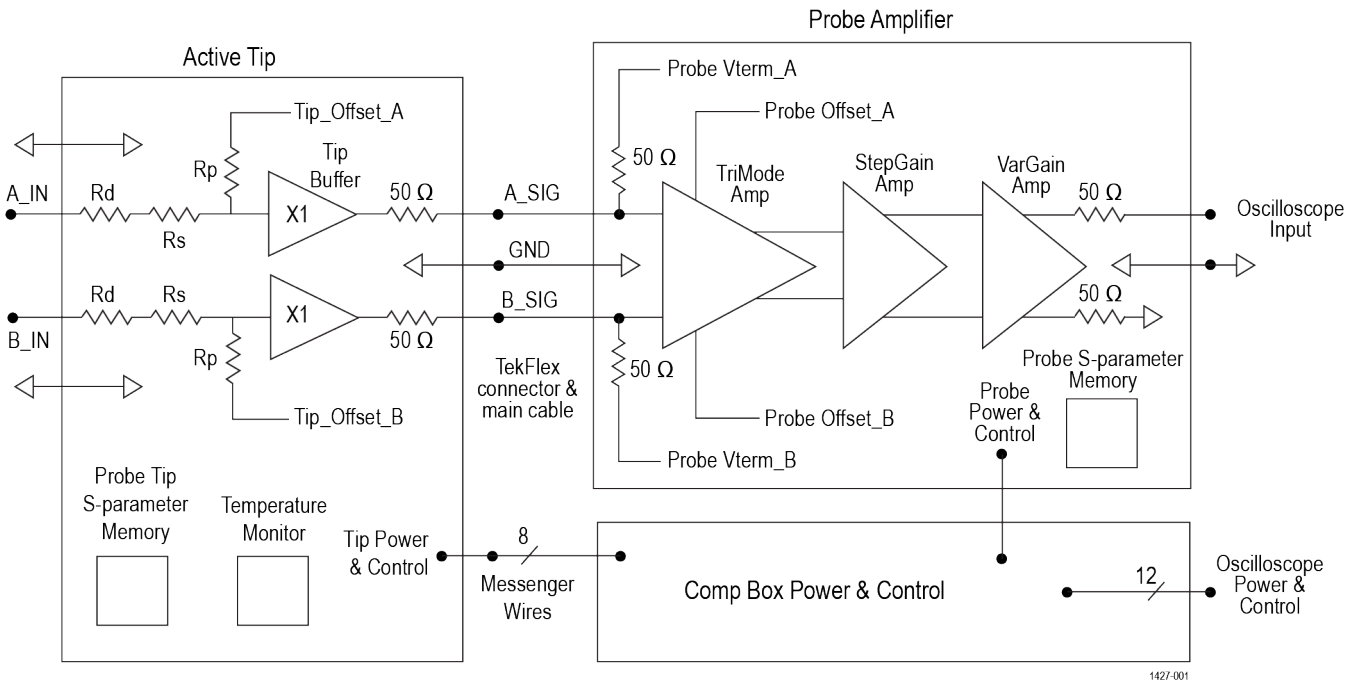 Probe Amplifier
Active Tip
Probe Vterm_A
Tip_Offset_A
Probe Offset_A
Rp
Tip
Buffer
50 Ω
TriMode
Amp
StepGain
Amp
VarGain
Amp
A_IN
Rd
Rs
X1
50 Ω
A_SIG
50 Ω
Oscilloscope
Input
GND
B_IN
Rd
Rs
X1
50 Ω
B_SIG
50 Ω
Rp
50 Ω
TekFlex
connector &
main cable
Tip_Offset_B
Probe Offset_B
Probe Vterm_B
Probe S-parameter
Memory
Probe
Power &
Control
Probe Tip
S-parameter
Memory
Temperature
Monitor
Tip Power
& Control
8
Messenger
Wires
Comp Box Power & Control
12
Oscilloscope
Power &
Control
1427-001